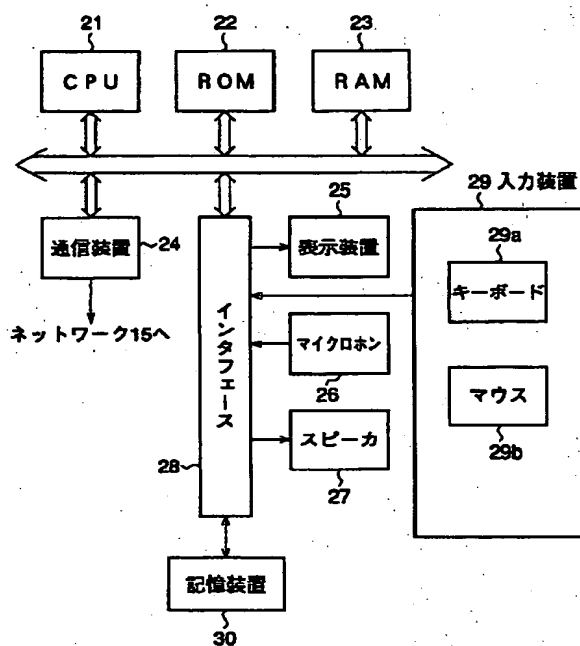 21
22
23
CPU
ROM
RAM
29 入力装置
25
通信装置
24
表示装置
29a
キーボード
ネットワーク15へ
インタフェース
マイクロホン
26
マウス
29b
スピーカ
28
27
記憶装置
30